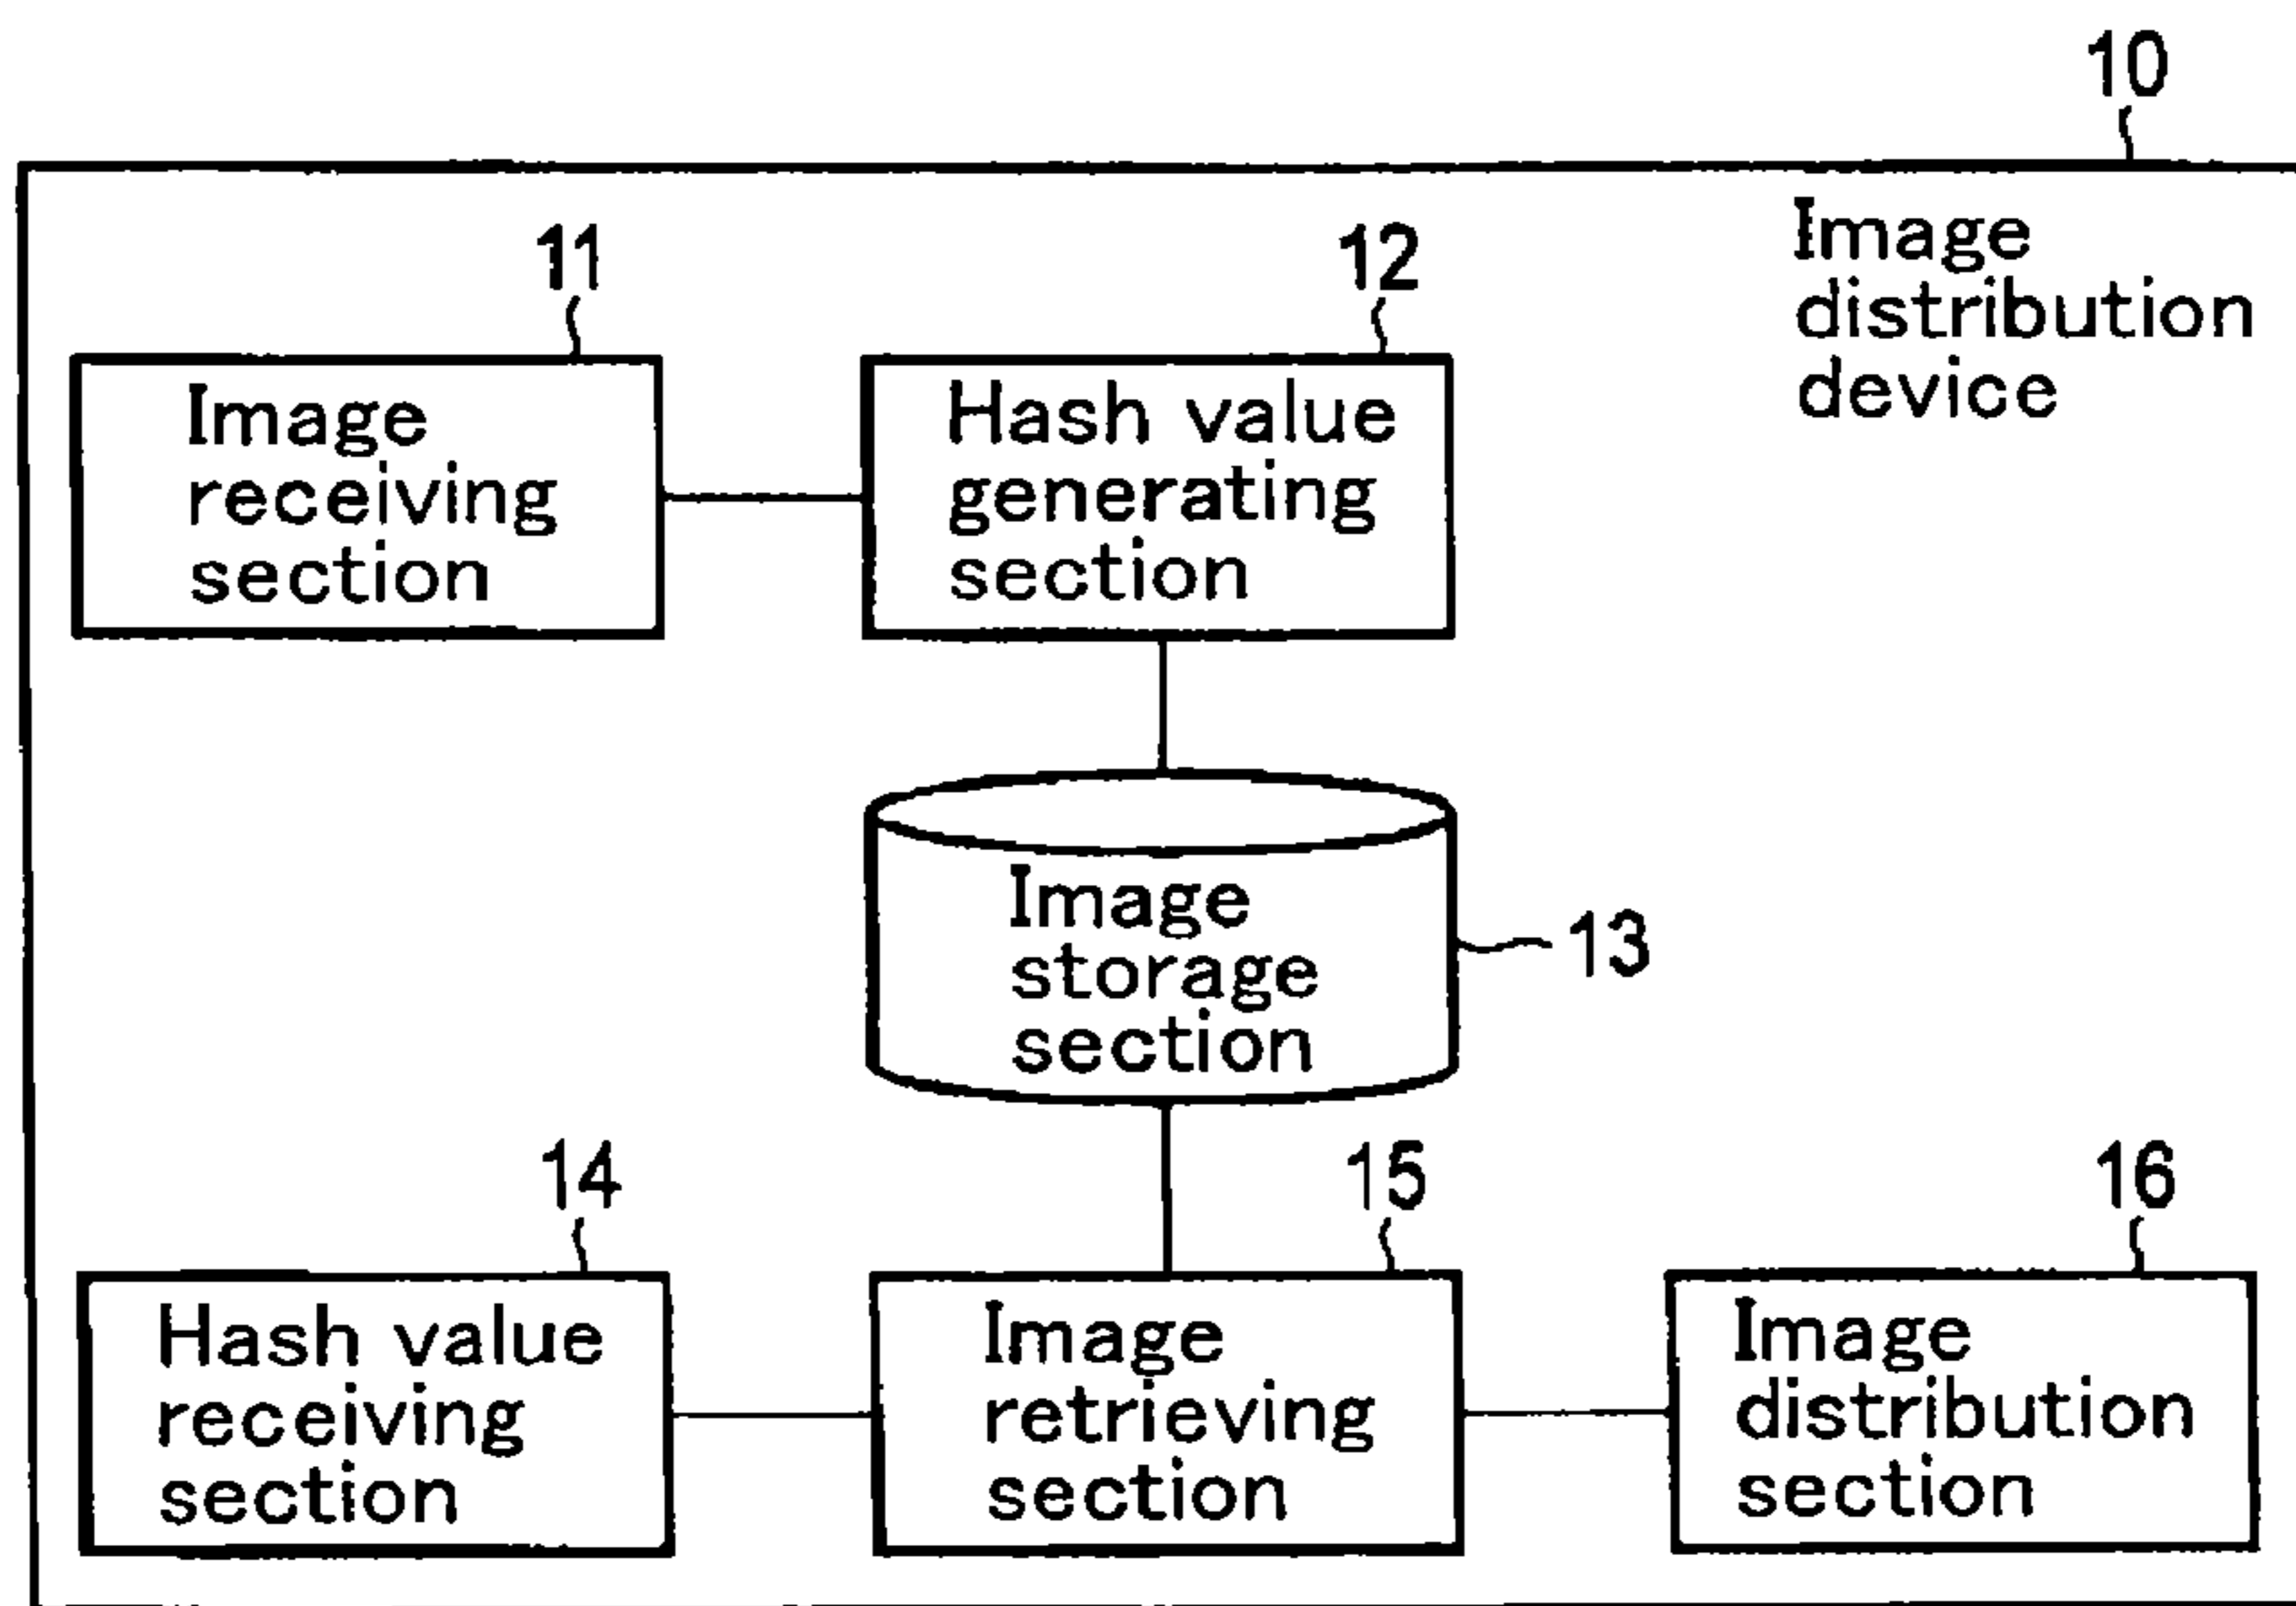 10
Image
distribution
device
11
12
Image
receiving
section
Hash value
generating
section
Image
storage
section
13
14
15
16
Hash value
receiving
section
Image
retrieving
section
Image
distribution
section